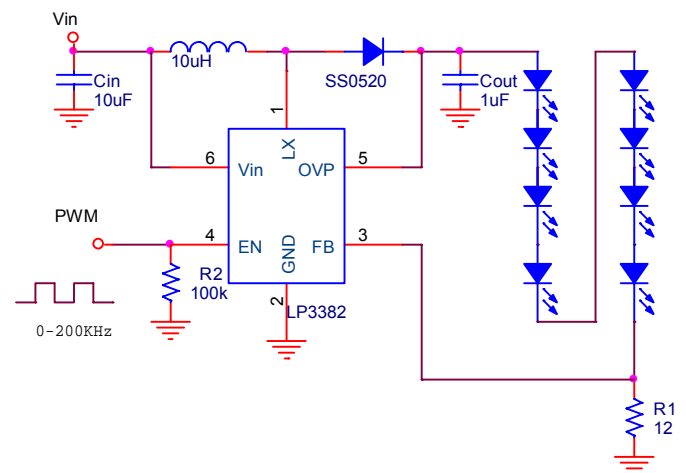 Vin
10uH
SS0520
Cin
10uF
Cout
1uF
1
LX
6
Vin
OVP
5
PWM
4
EN
GND
FB
3
R2
100k
2
LP3382
0-200KHz
R1
12